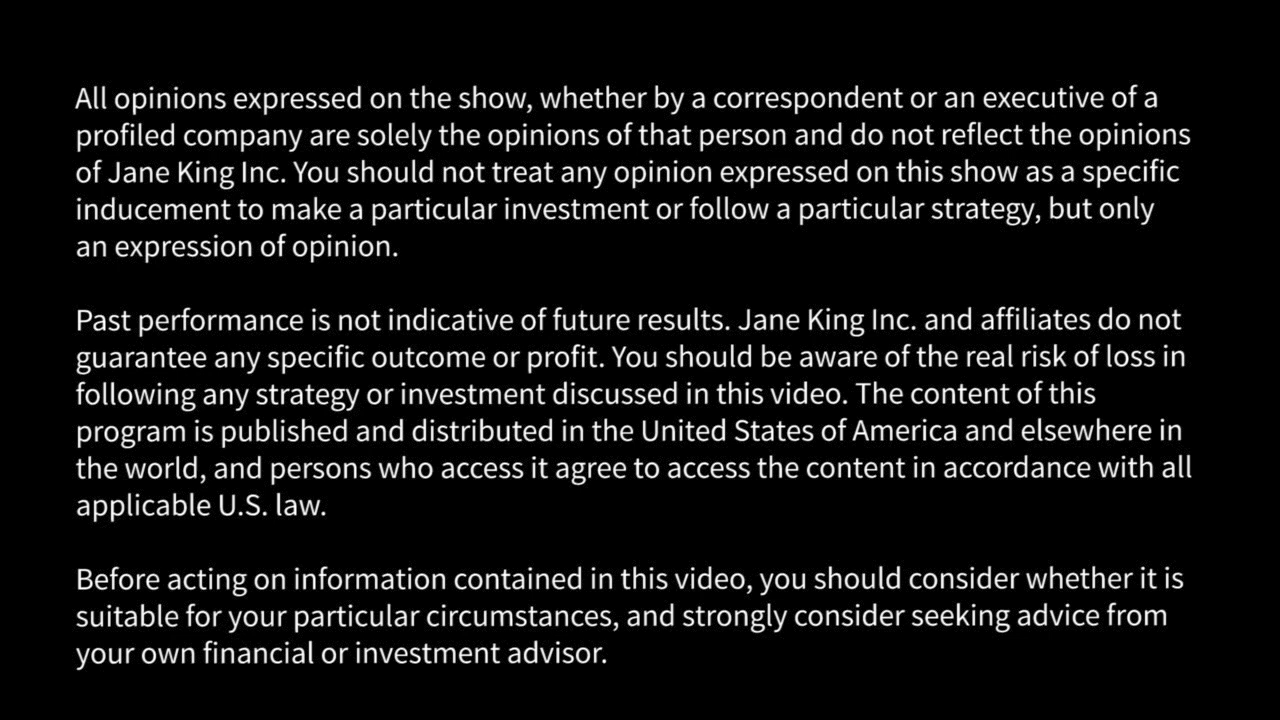 All opinions expressed on the show, whether by a correspondent or an executive of a
profiled company are solely the opinions of that person and do not reflect the opinions
of Jane King Inc. You should not treat any opinion expressed on this show as a specific
inducement to make a particular investment or follow a particular strategy, but only
an expression of opinion.
Past performance is not indicative of future results. Jane King Inc. and affiliates do not
guarantee any specific outcome or profit. You should be aware of the real risk of loss in
following any strategy or investment discussed in this video. The content of this
program is published and distributed in the United States of America and elsewhere in
the world, and persons who access it agree to access the content in accordance with all
applicable U.S. law.
Before acting on information contained in this video, you should consider whether it is
suitable for your particular circumstances, and strongly consider seeking advice from
your own financial or investment advisor.